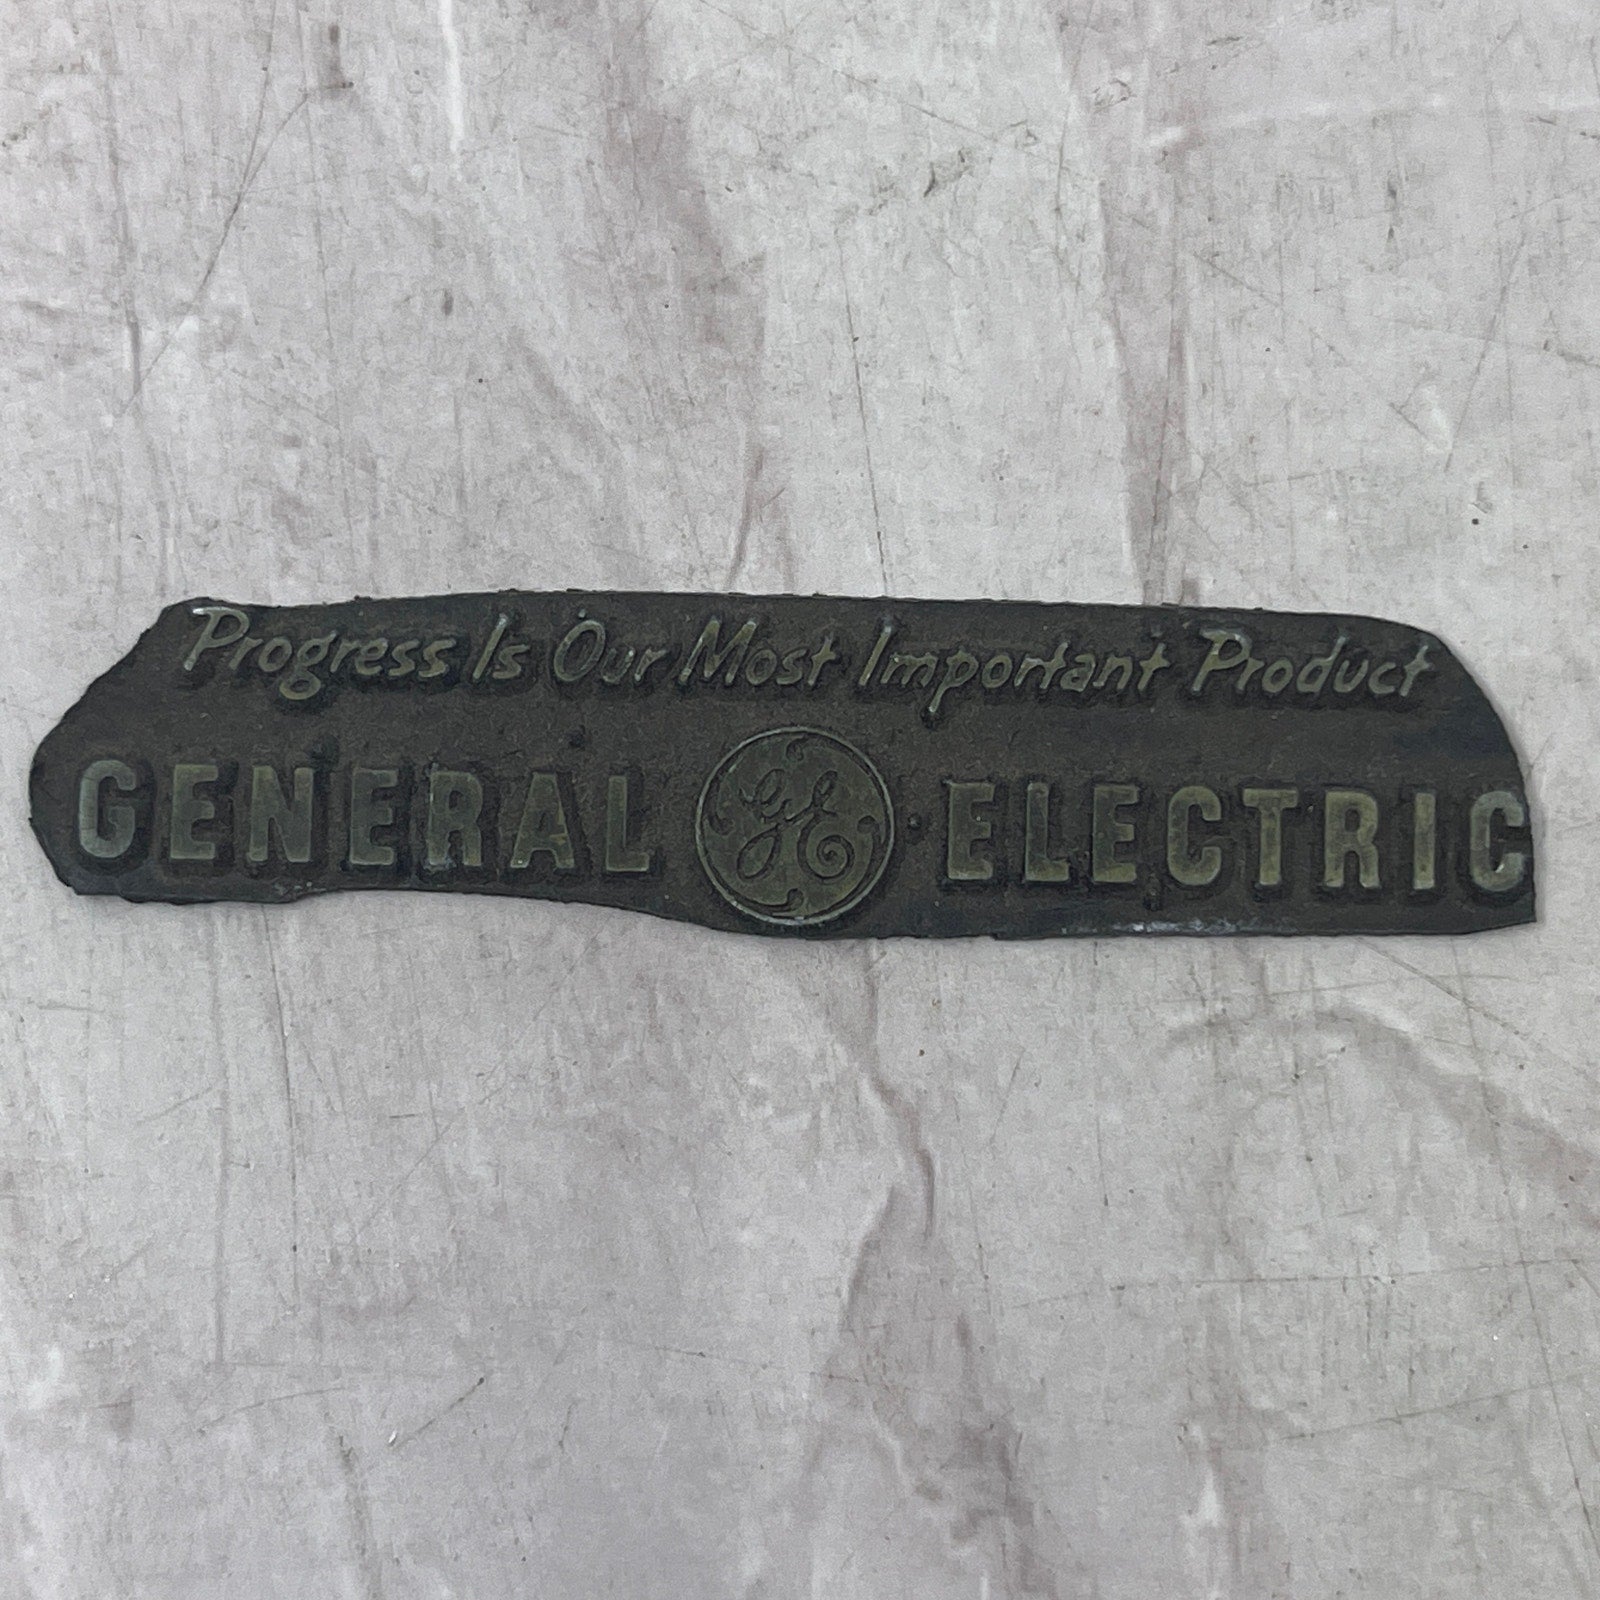 Progress Is Our Most Important Product
GENERAL GE ELECTRIC